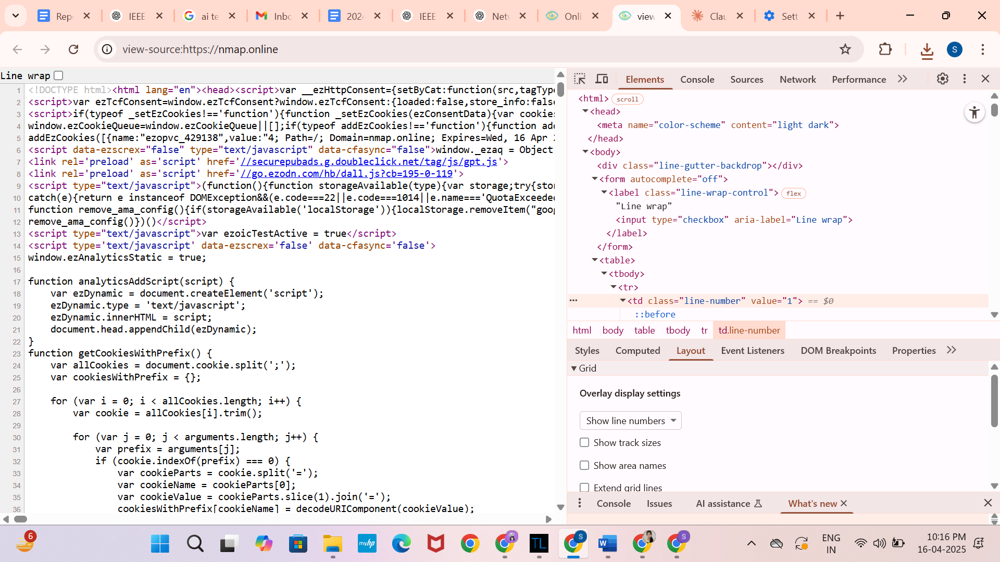 Rep
IEEE
ai te
Inbo
2024
IEEE
Net
Onli
view
Clau
Sett
view-source:https://nmap.online
S
Line wrap
1 <!DOCTYPE html><html lang="en"><head><script>var __ezHttpConsent={setByCat:function(src,tagType
2 <script>var ezTcfConsent=window.ezTcfConsent?window.ezTcfConsent:{loaded:false,store_info:false
3 <script>if(typeof _setEzCookies!=='function'){function _setEzCookies(ezConsentData){var cookies
4 window.ezCookieQueue=window.ezCookieQueue||[];if(typeof addEzCookies!=='function'){function add
5 addEzCookies([{name:"ezopvc_429138",value:"4; Path=/; Domain=nmap.online; Expires=Wed, 16 Apr
6 <script data-ezscrex="false" type="text/javascript" data-cfasync="false">window._ezaq = Object
7 <link rel='preload' as='script' href='//securepubads.g.doubleclick.net/tag/js/gpt.js'>
8 <link rel='preload' as='script' href='//go.ezodn.com/hb/dall.js?cb=195-0-119'>
9 <script type="text/javascript">(function(){function storageAvailable(type){var storage;try{stor
10 catch(e){return e instanceof DOMException&&(e.code===22||e.code===1014||e.name==='QuotaExceeded
11 function remove_ama_config(){if(storageAvailable('localStorage')){localStorage.removeItem("goog
12 remove_ama_config()})()</script>
13 <script type="text/javascript">var ezoicTestActive = true</script>
14 <script type='text/javascript' data-ezscrex='false' data-cfasync='false'>
15 window.ezAnalyticsStatic = true;
16
17 function analyticsAddScript(script) {
18 var ezDynamic = document.createElement('script');
19 ezDynamic.type = 'text/javascript';
20 ezDynamic.innerHTML = script;
21 document.head.appendChild(ezDynamic);
22 }
23 function getCookiesWithPrefix() {
24 var allCookies = document.cookie.split(';');
25 var cookiesWithPrefix = {};
26
27 for (var i = 0; i < allCookies.length; i++) {
28 var cookie = allCookies[i].trim();
29
30 for (var j = 0; j < arguments.length; j++) {
31 var prefix = arguments[j];
32 if (cookie.indexOf(prefix) === 0) {
33 var cookieParts = cookie.split('=');
34 var cookieName = cookieParts[0];
35 var cookieValue = cookieParts.slice(1).join('=');
36 cookiesWithPrefix[cookieName] = decodeURIComponent(cookieValue);
Elements Console Sources Network Performance
<html> scroll
<head>
<meta name="color-scheme" content="light dark">
</head>
<body>
<div class="line-gutter-backdrop"></div>
<form autocomplete="off">
<label class="line-wrap-control"> flex
"Line wrap"
<input type="checkbox" aria-label="Line wrap">
</label>
</form>
<table>
<tbody>
<tr>
<td class="line-number" value="1"> == $0
::before
html body table tbody tr td.line-number
Styles Computed Layout Event Listeners DOM Breakpoints Properties
Grid
Overlay display settings
Show line numbers
Show track sizes
Show area names
Extend grid lines
Console Issues AI assistance What's new
6
myhp
TL
S
W
S
ENG
IN
10:16 PM
16-04-2025